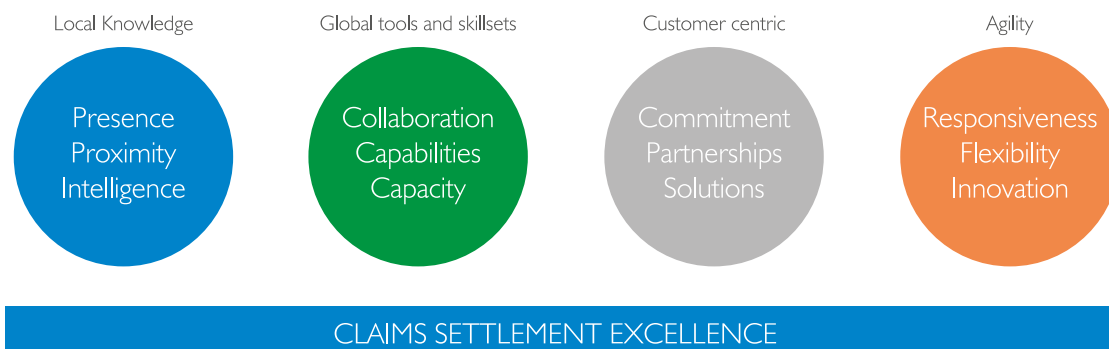 Local Knowledge
Global tools and skillsets
Customer centric
Agility
Presence
Proximity
Intelligence
Collaboration
Capabilities
Capacity
Commitment
Partnerships
Solutions
Responsiveness
Flexibility
Innovation
CLAIMS SETTLEMENT EXCELLENCE